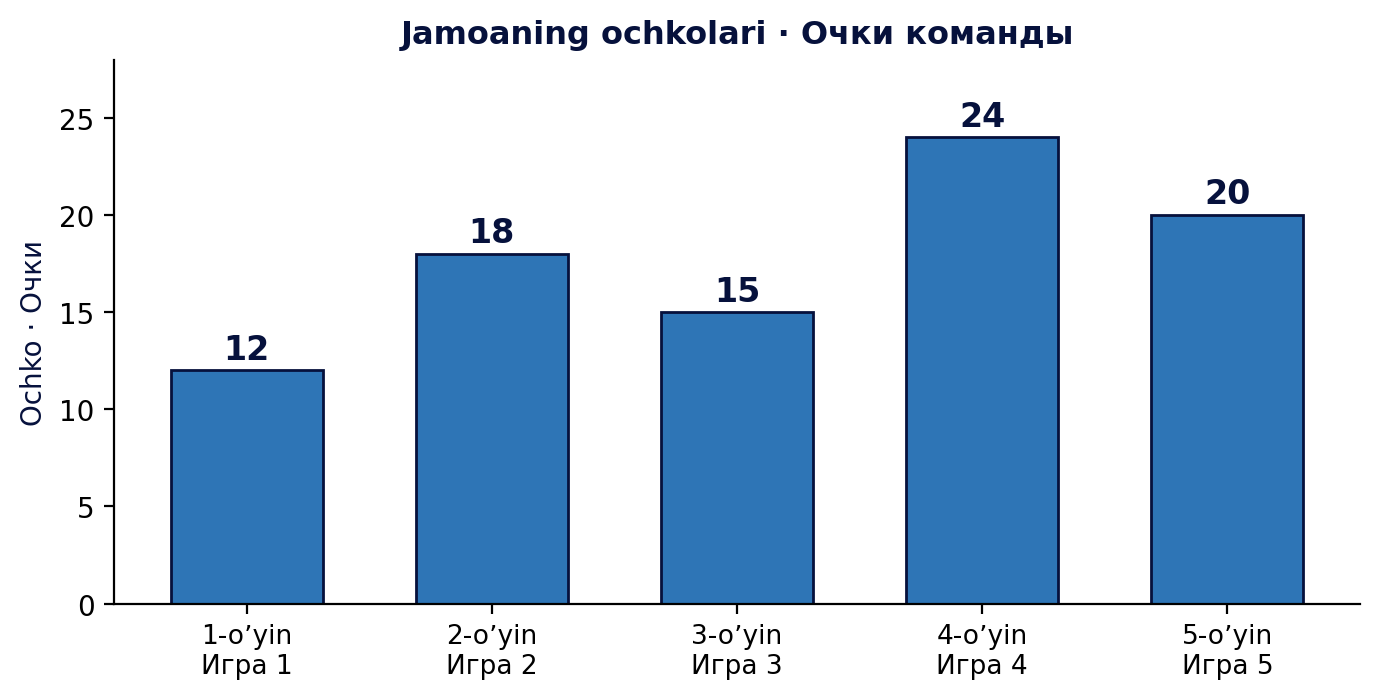 Jamoaning ochkolari · Очки команды
Ochko · Очки
25
20
15
10
5
0
12
18
15
24
20
1-o’yin
Игра 1
2-o’yin
Игра 2
3-o’yin
Игра 3
4-o’yin
Игра 4
5-o’yin
Игра 5